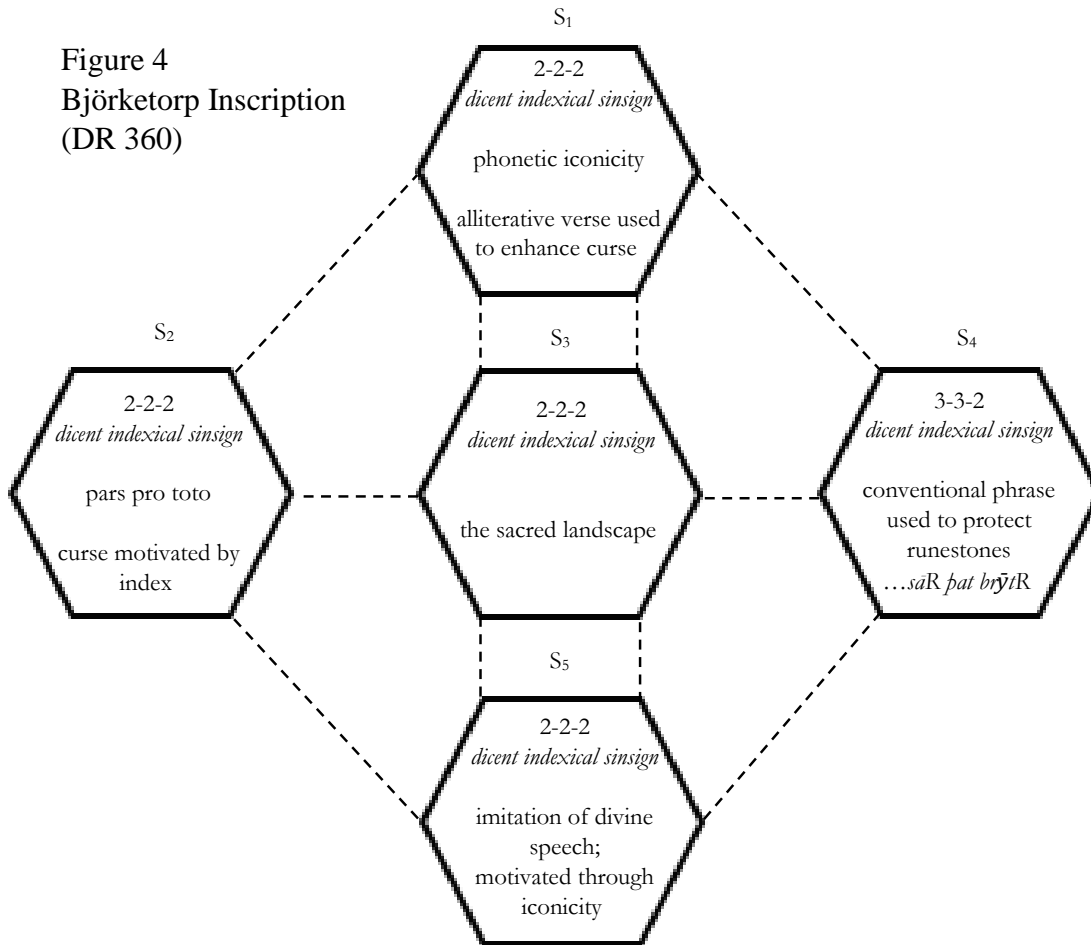 Figure 4
Björketorp Inscription
(DR 360)
S₁
2-2-2
dicent indexical sinsign
phonetic iconicity
alliterative verse used
to enhance curse
S₂
2-2-2
dicent indexical sinsign
pars pro toto
curse motivated by
index
S₃
2-2-2
dicent indexical sinsign
the sacred landscape
S₄
3-3-2
dicent indexical sinsign
conventional phrase
used to protect
runestones
…saR þat brȳtR
S₅
2-2-2
dicent indexical sinsign
imitation of divine
speech;
motivated through
iconicity